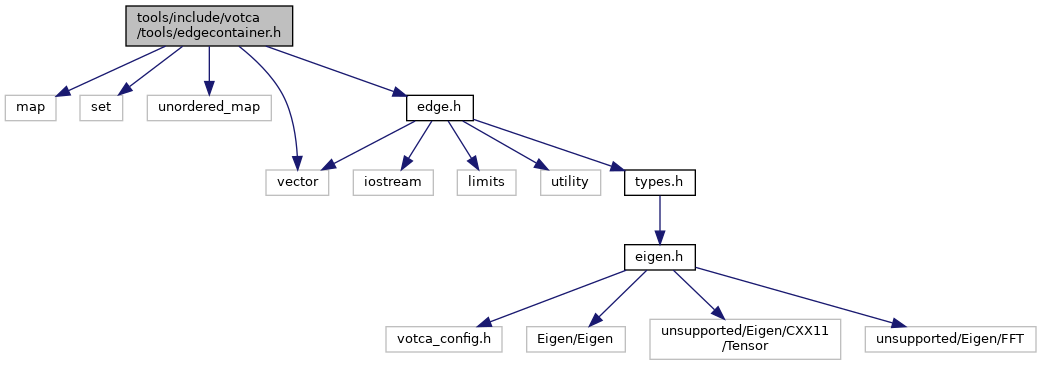 tools/include/votca
/tools/edgecontainer.h
map
set
unordered_map
edge.h
vector
iostream
limits
utility
types.h
eigen.h
votca_config.h
Eigen/Eigen
unsupported/Eigen/CXX11
/Tensor
unsupported/Eigen/FFT